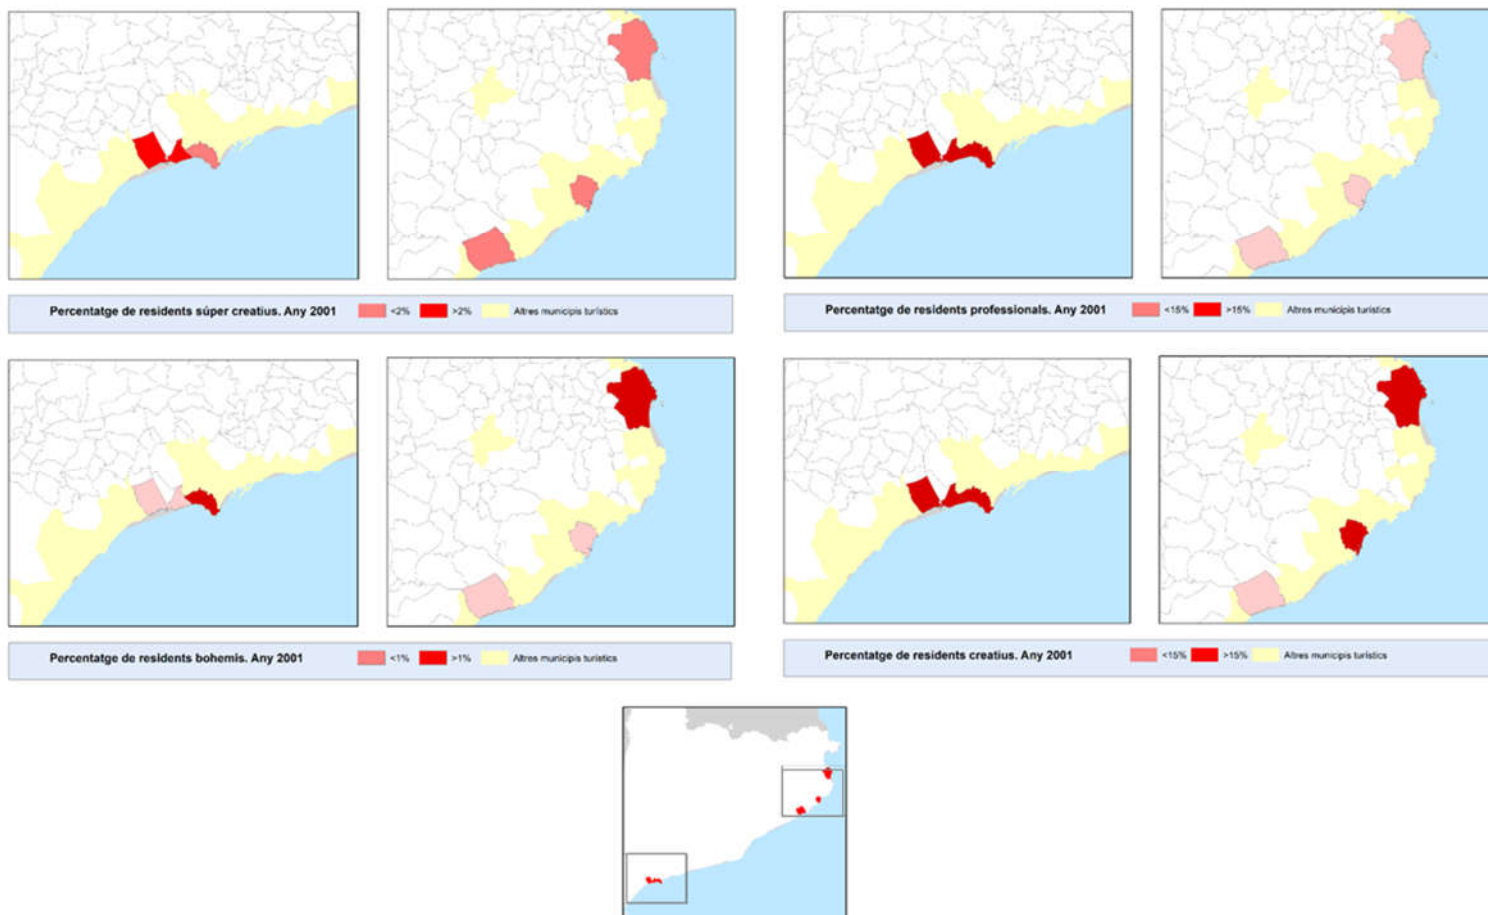 Percentatge de residents súper creatius. Any 2001 <2% >2% Altres municipis turístics
Percentatge de residents professionals. Any 2001 <15% >15% Altres municipis turístics
Percentatge de residents bohemis. Any 2001 <1% >1% Altres municipis turístics
Percentatge de residents creatius. Any 2001 <15% >15% Altres municipis turístics